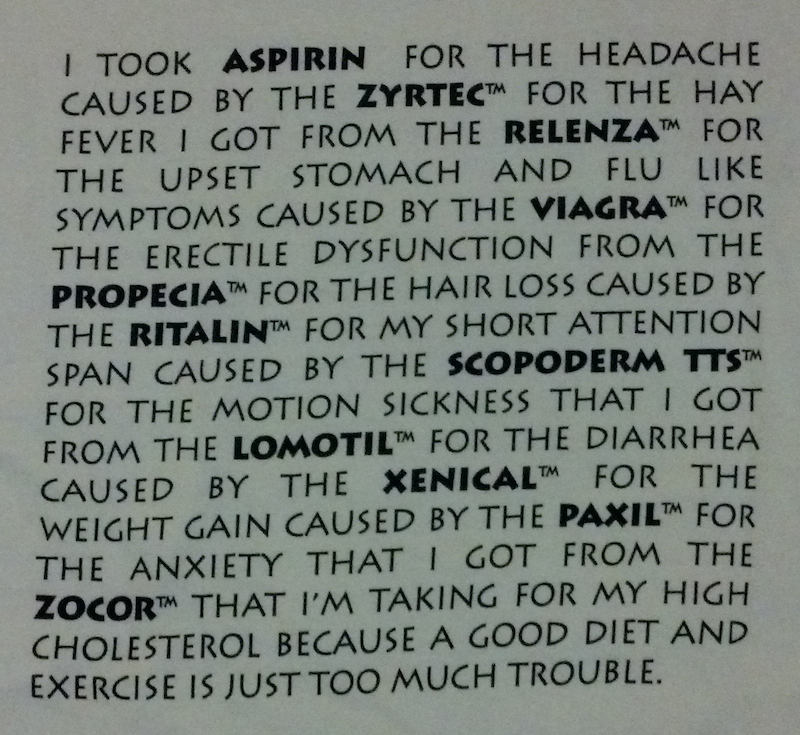 I TOOK ASPIRIN FOR THE HEADACHE
CAUSED BY THE ZYRTEC™ FOR THE HAY
FEVER I GOT FROM THE RELENZA™ FOR
THE UPSET STOMACH AND FLU LIKE
SYMPTOMS CAUSED BY THE VIAGRA™ FOR
THE ERECTILE DYSFUNCTION FROM THE
PROPECIA™ FOR THE HAIR LOSS CAUSED BY
THE RITALIN™ FOR MY SHORT ATTENTION
SPAN CAUSED BY THE SCOPODERM TTS™
FOR THE MOTION SICKNESS THAT I GOT
FROM THE LOMOTIL™ FOR THE DIARRHEA
CAUSED BY THE XENICAL™ FOR THE
WEIGHT GAIN CAUSED BY THE PAXIL™ FOR
THE ANXIETY THAT I GOT FROM THE
ZOCOR™ THAT I'M TAKING FOR MY HIGH
CHOLESTEROL BECAUSE A GOOD DIET AND
EXERCISE IS JUST TOO MUCH TROUBLE.